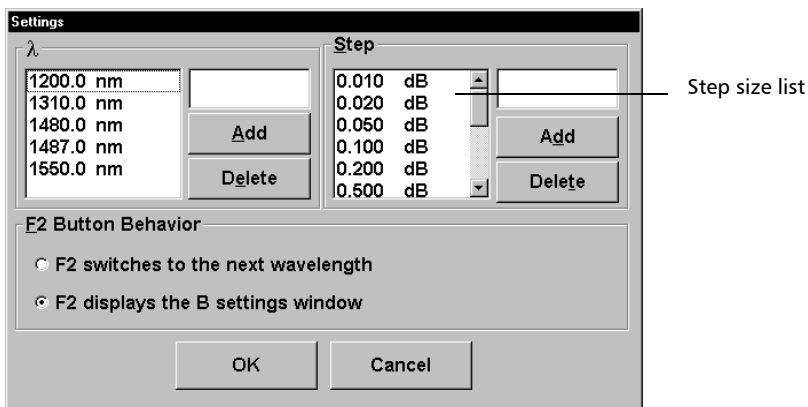 Settings
λ
1200.0 nm
1310.0 nm
1480.0 nm
1487.0 nm
1550.0 nm
Add
Delete
Step
0.010 dB
0.020 dB
0.050 dB
0.100 dB
0.200 dB
0.500 dB
Add
Delete
Step size list
F2 Button Behavior
F2 switches to the next wavelength
F2 displays the B settings window
OK
Cancel